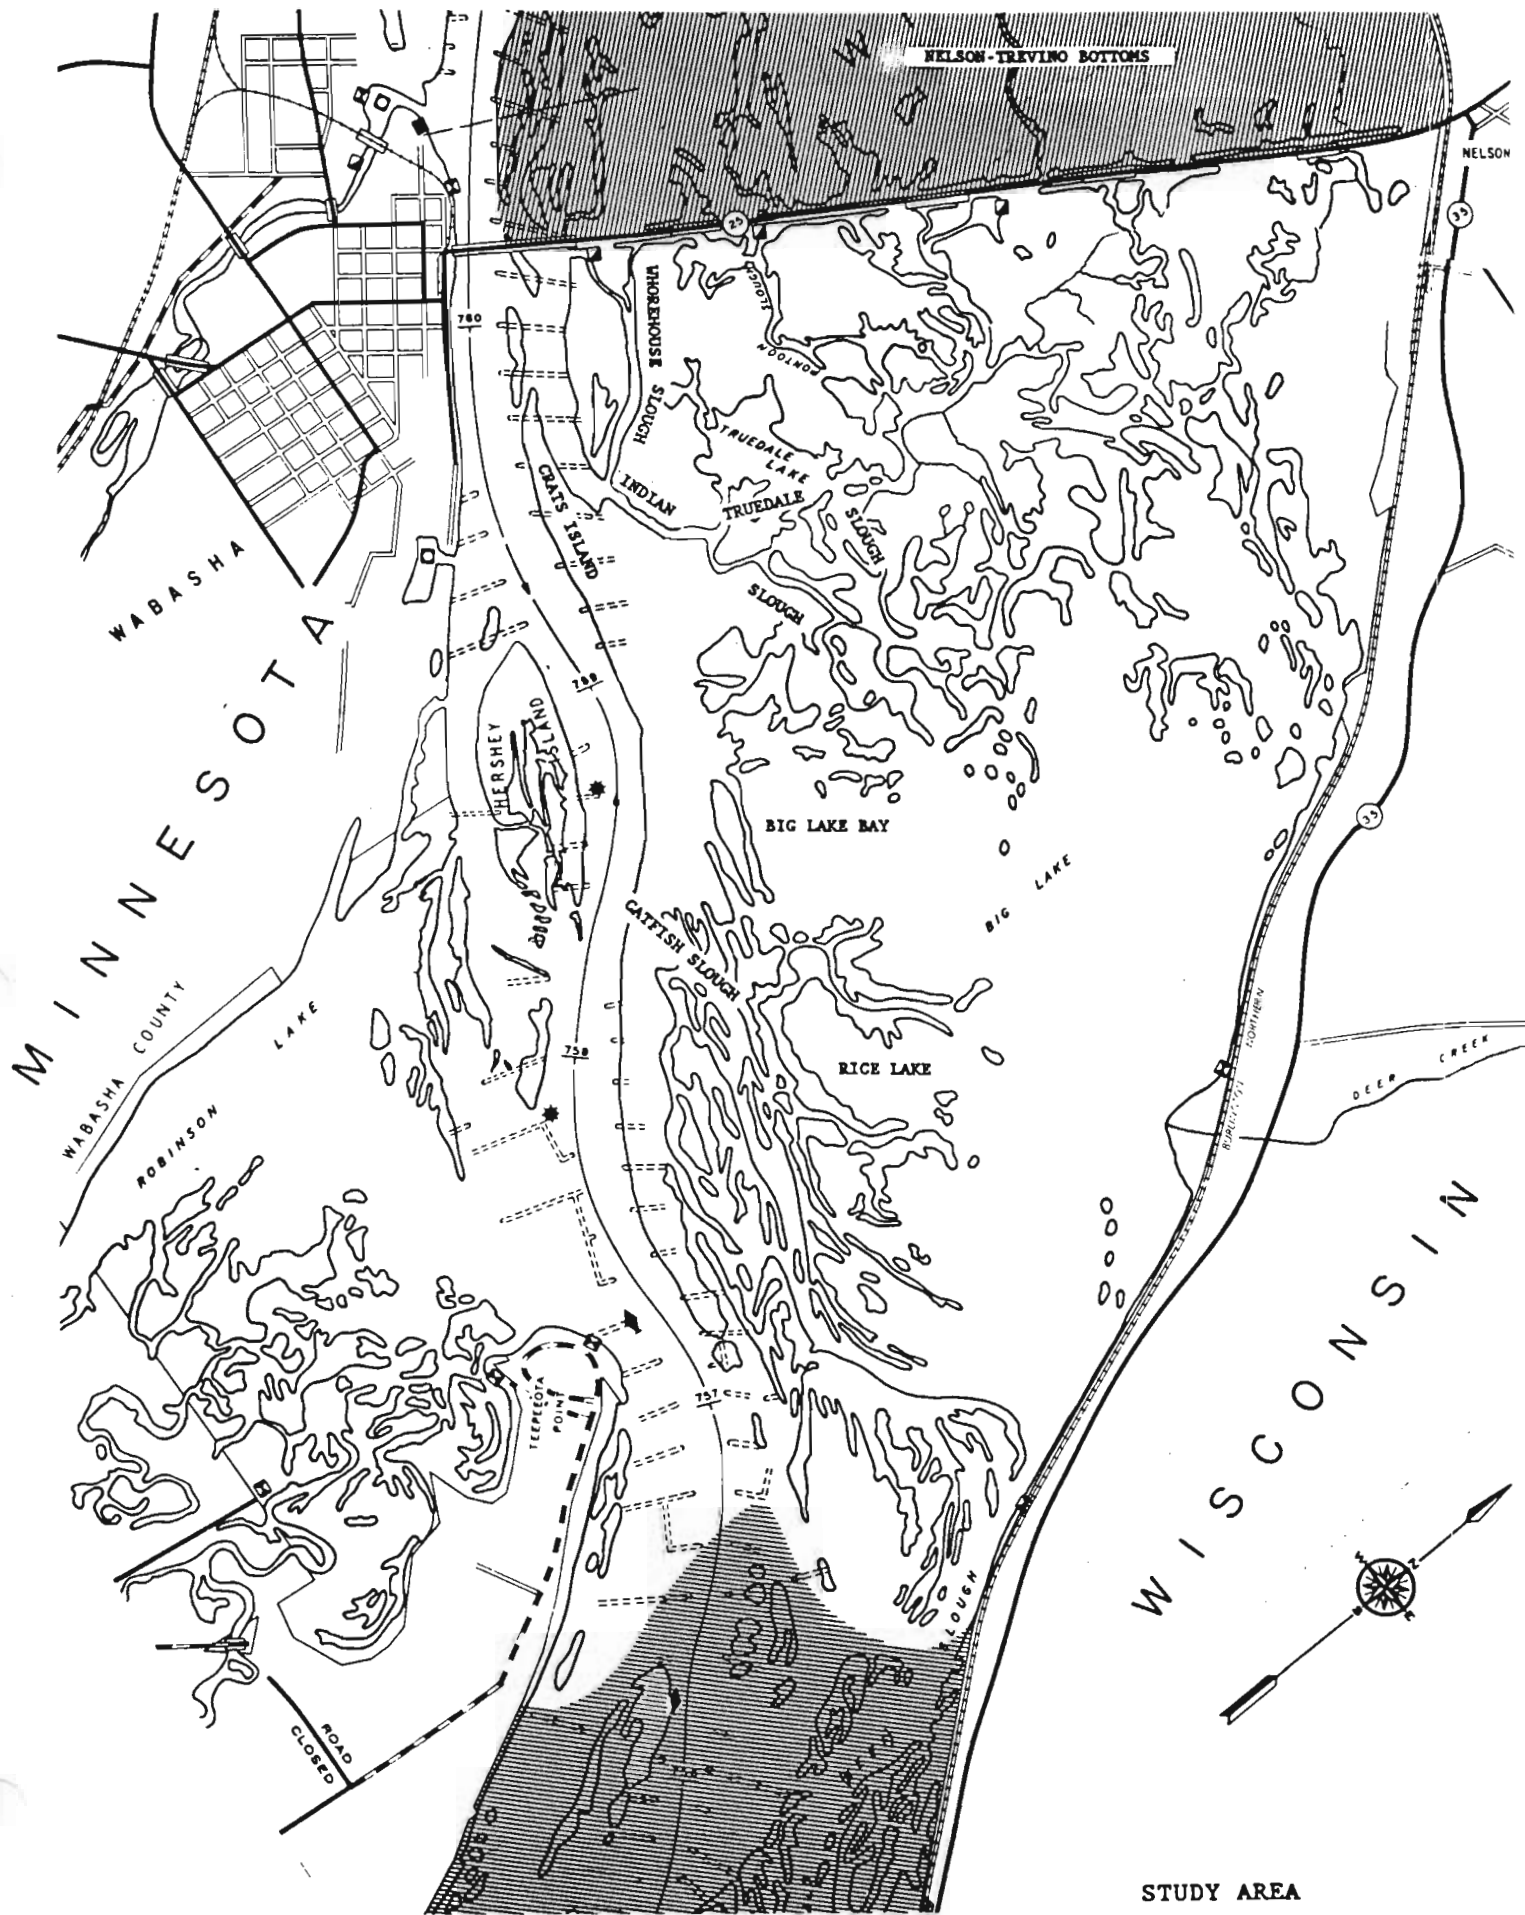 NELSON-TREVINO BOTTOMS
NELSON
25
35
WHOREHOUSE SLOUGH
SLOUGH
PONTOON
760
TRUEDALE
LAKE
CRATS ISLAND
INDIAN
TRUEDALE
SLOUGH
SLOUGH
WABASHA
MINNESOTA
759
HERSHEY
ISLAND
BIG LAKE BAY
35
BIG LAKE
CATFISH SLOUGH
WABASHA COUNTY
ROBINSON LAKE
758
RICE LAKE
BURLINGTON NORTHERN
DEER CREEK
WISCONSIN
757
TEEPEEOTA
POINT
SLOUGH
W N
E
ROAD
CLOSED
STUDY AREA